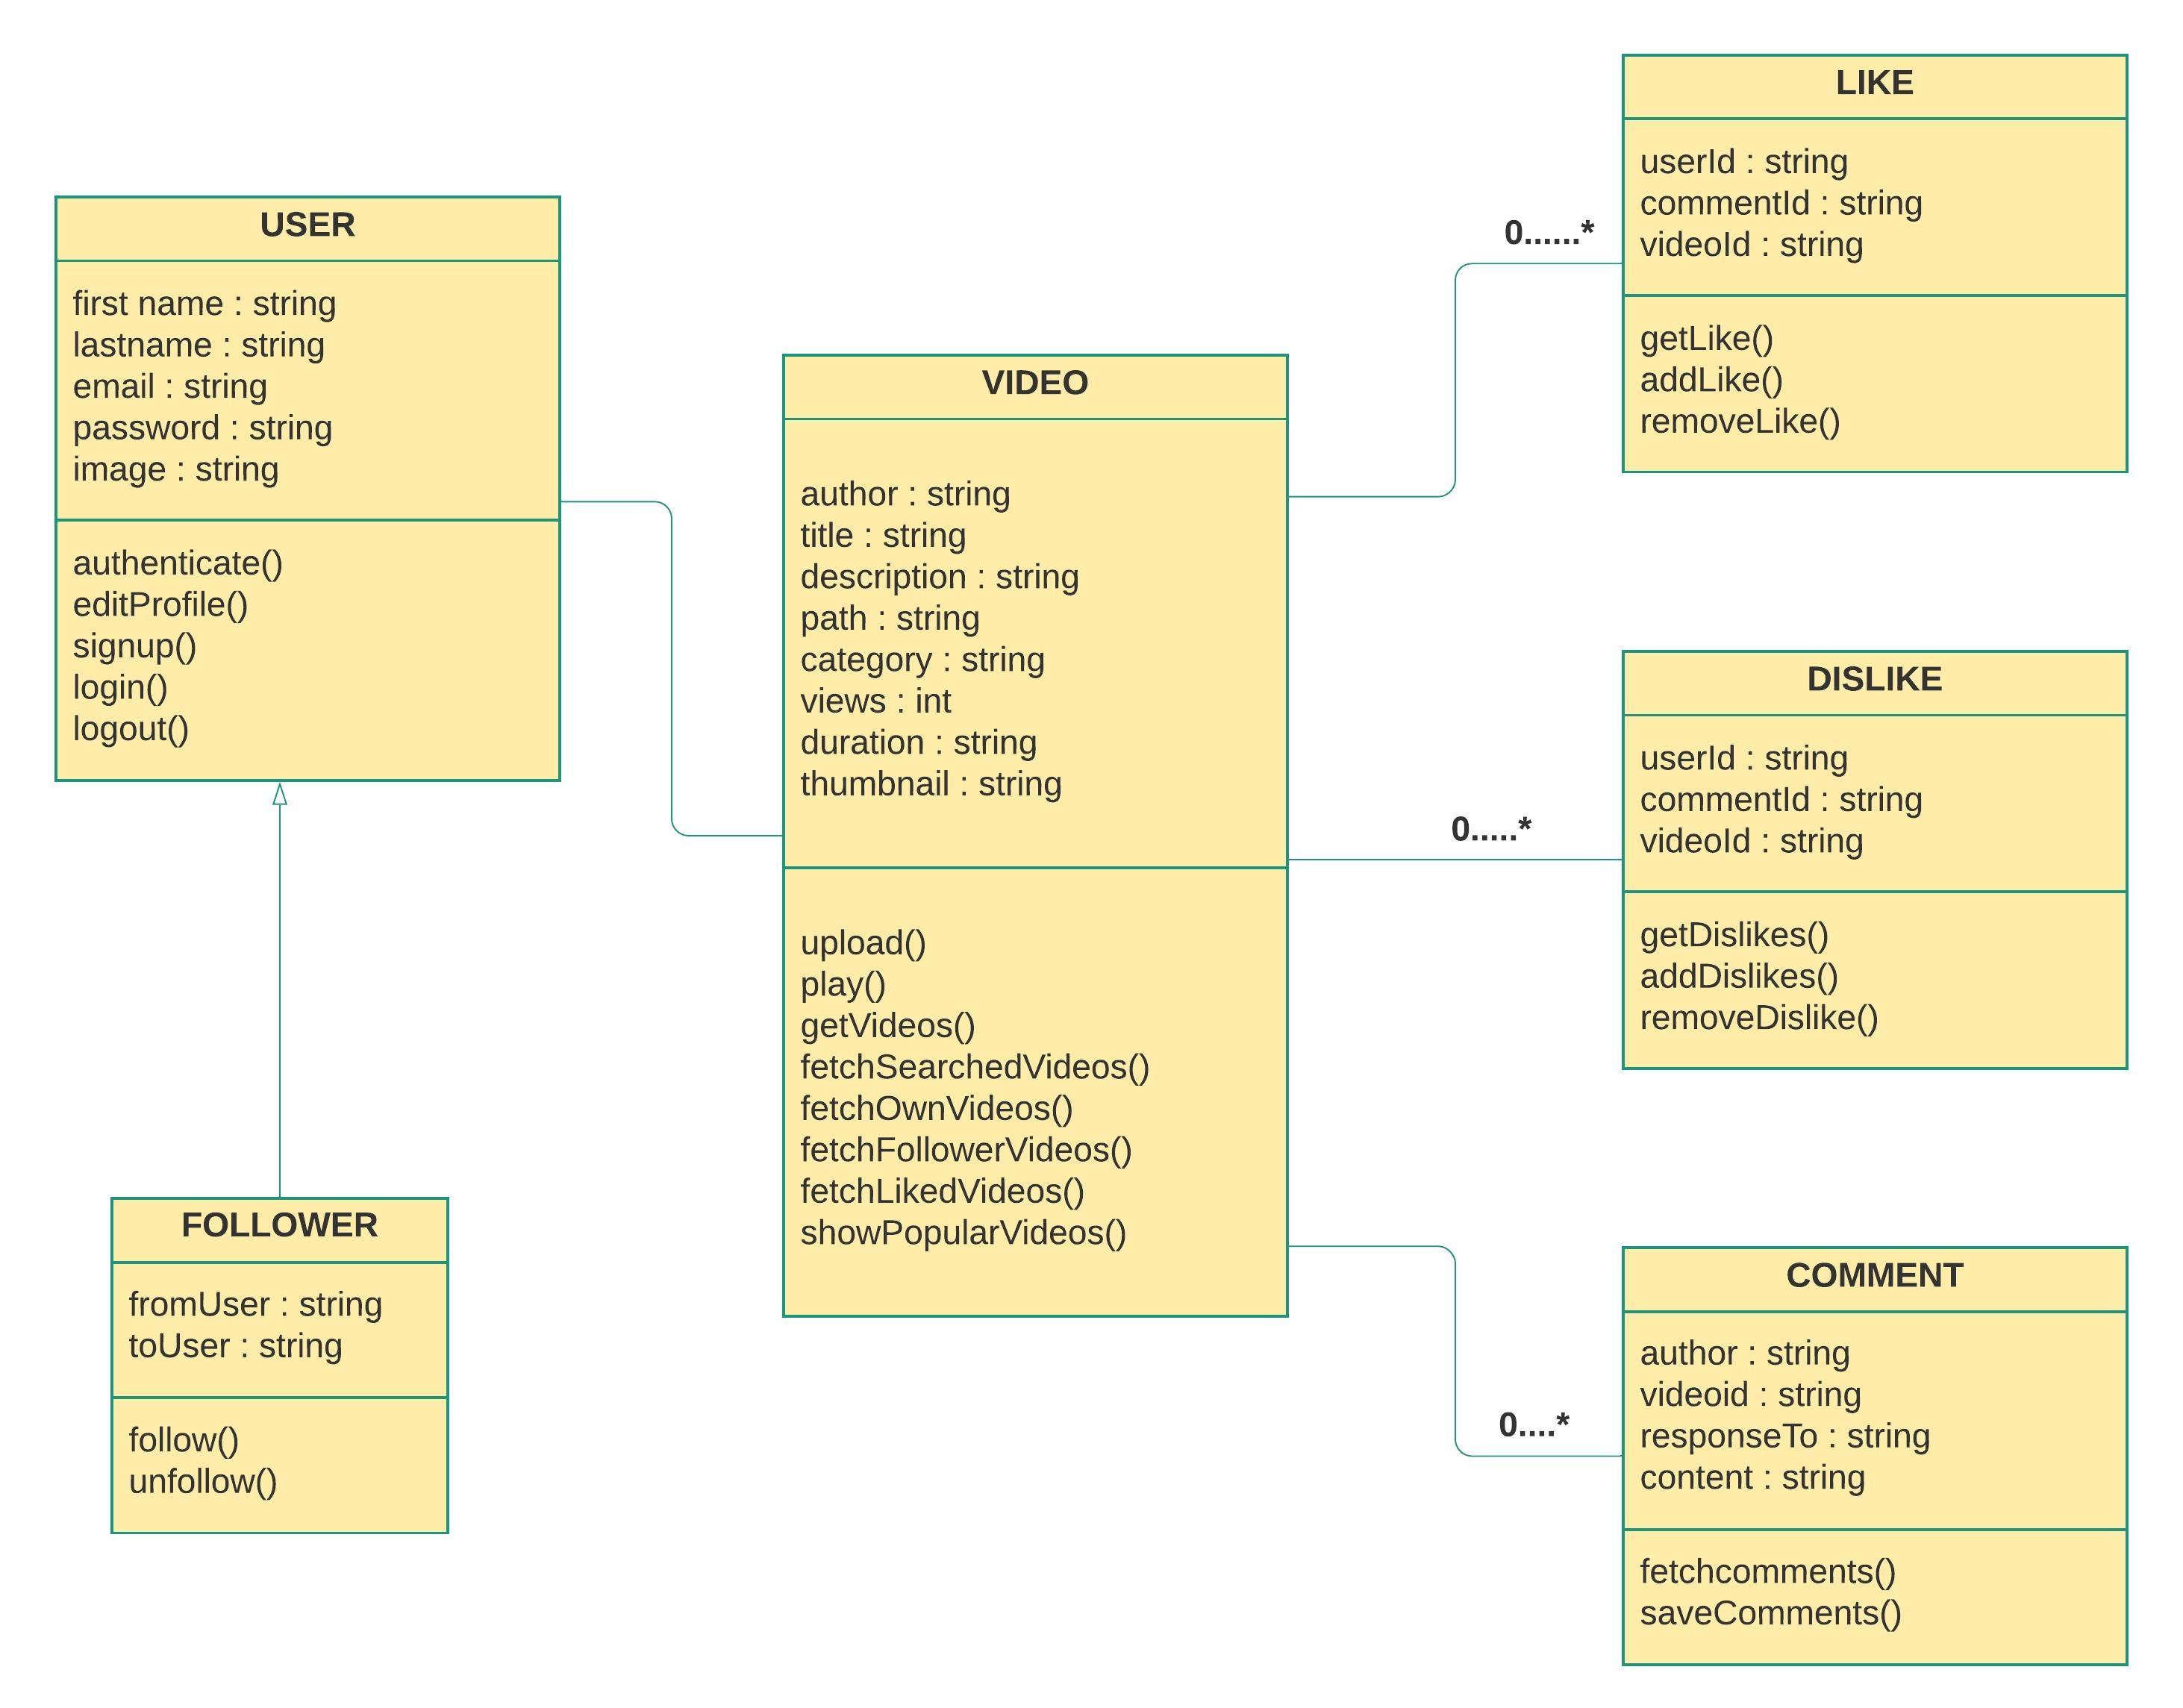 USER
first name : string
lastname : string
email : string
password : string
image : string
authenticate()
editProfile()
signup()
login()
logout()
FOLLOWER
fromUser : string
toUser : string
follow()
unfollow()
VIDEO
author : string
title : string
description : string
path : string
category : string
views : int
duration : string
thumbnail : string
upload()
play()
getVideos()
fetchSearchedVideos()
fetchOwnVideos()
fetchFollowerVideos()
fetchLikedVideos()
showPopularVideos()
0......*
LIKE
userId : string
commentId : string
videoId : string
getLike()
addLike()
removeLike()
0.....*
DISLIKE
userId : string
commentId : string
videoId : string
getDislikes()
addDislikes()
removeDislike()
0....*
COMMENT
author : string
videoid : string
responseTo : string
content : string
fetchcomments()
saveComments()